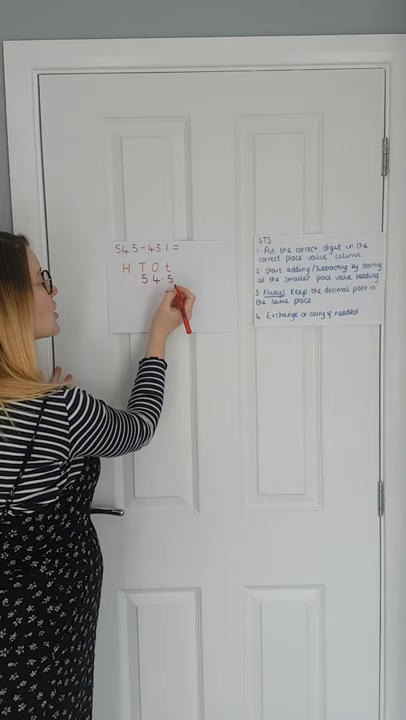 54.5-43.1=
H T O t
5 4.5
STS
1. Put the correct digit in the
correct place value column.
2. Start adding/subtracting by starting
at the smallest place value heading
3. Always keep the decimal point in
the same place
4. Exchange or carry if needed.